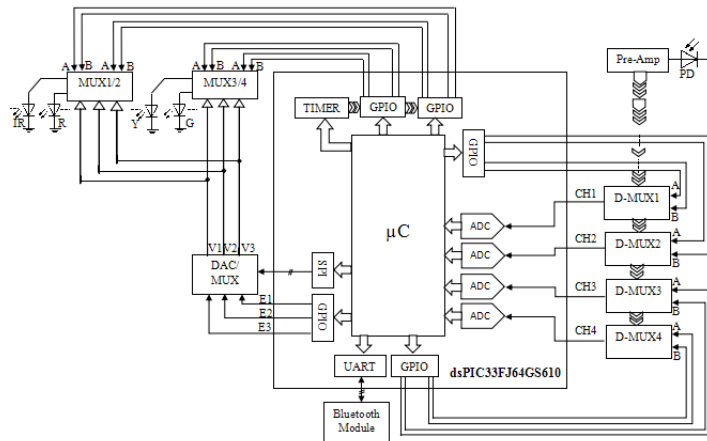 A B A B
A B A B
MUX1/2
MUX3/4
IR
R
Y
G
TIMER
GPIO
GPIO
Pre-Amp
PD
GPIO
µC
CH1
D-MUX1
A
B
ADC
CH2
D-MUX2
A
B
ADC
CH3
D-MUX3
A
B
ADC
CH4
D-MUX4
A
B
ADC
V1 V2 V3
DAC/
MUX
SPI
E1
E2
E3
GPIO
UART
GPIO
dsPIC33FJ64GS610
Bluetooth
Module